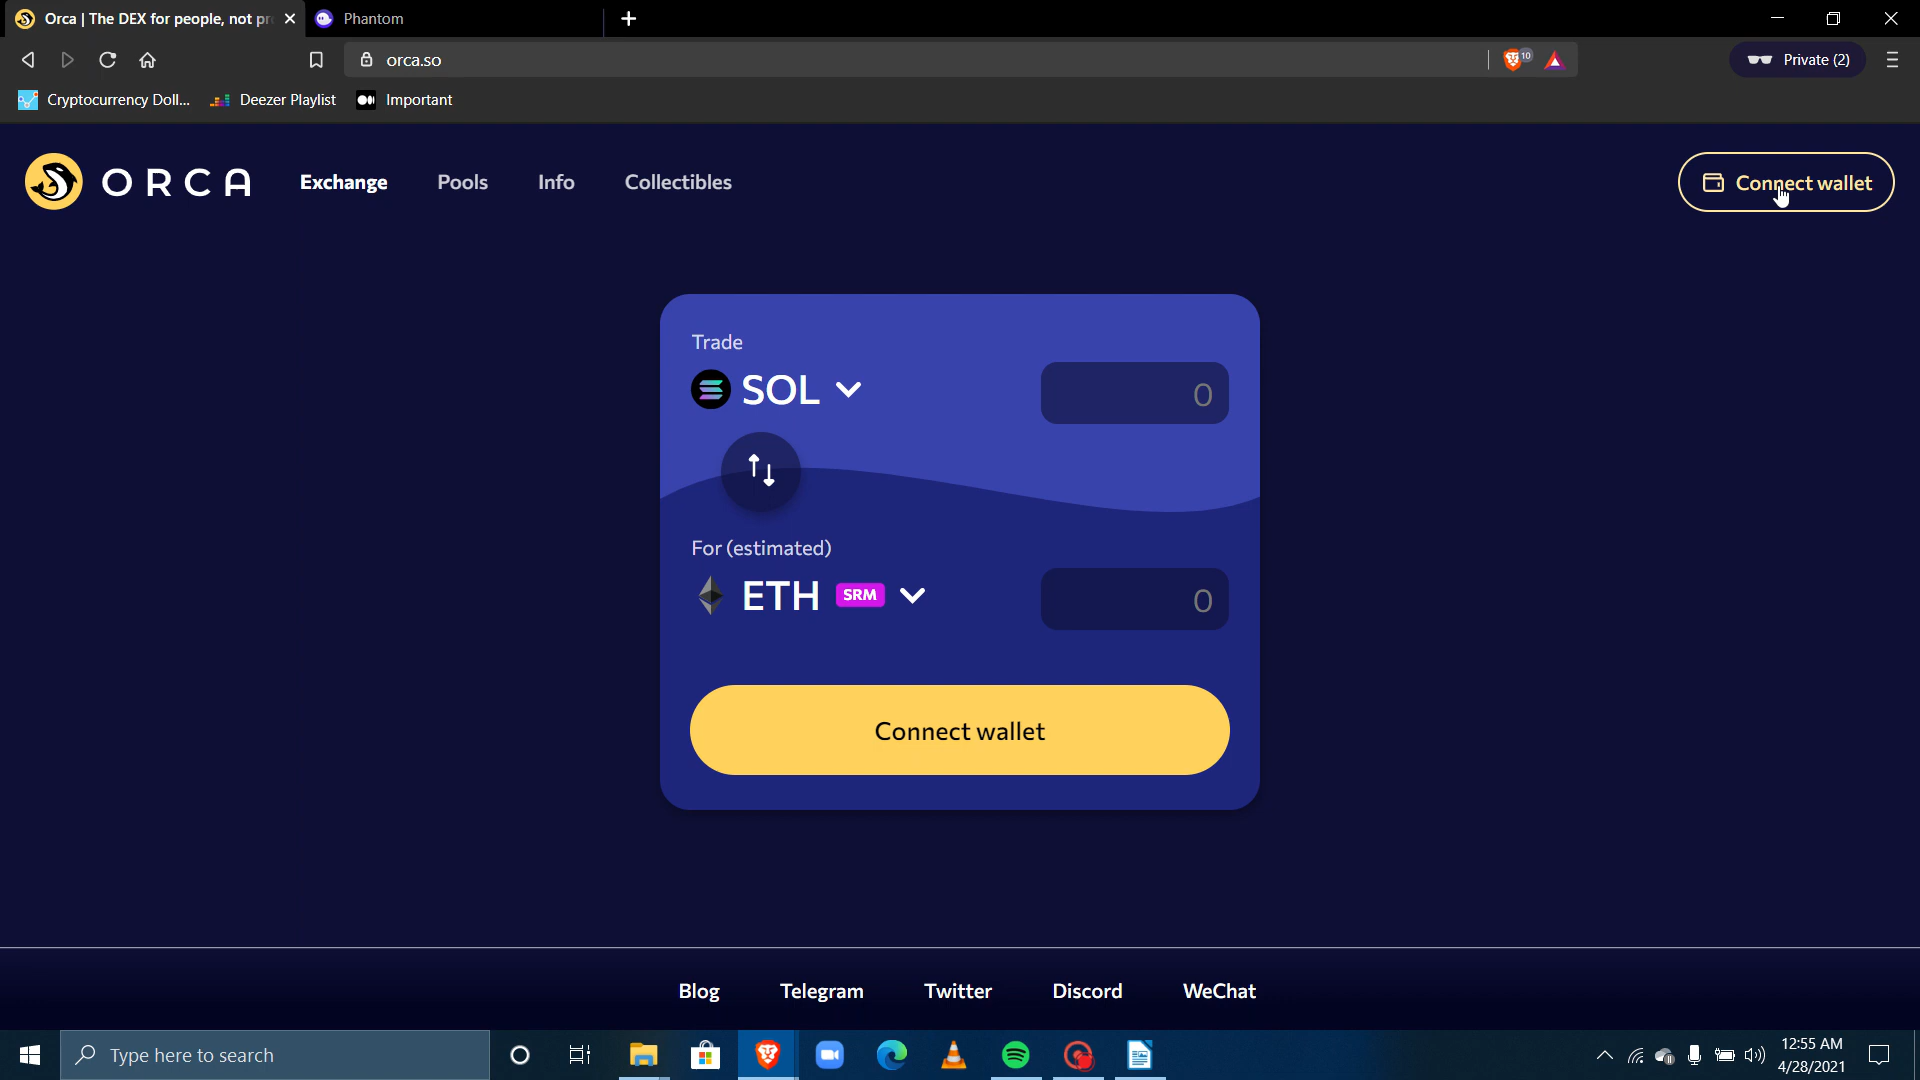 Orca | The DEX for people, not pr
Phantom
orca.so
10
Private (2)
Cryptocurrency Doll...
Deezer Playlist
Important
ORCA
Exchange
Pools
Info
Collectibles
Connect wallet
Trade
SOL
0
For (estimated)
ETH SRM
0
Connect wallet
Blog
Telegram
Twitter
Discord
WeChat
Type here to search
12:55 AM
4/28/2021